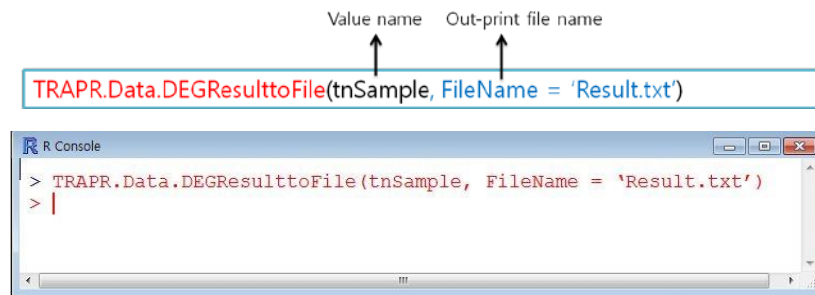 Value name Out-print file name
TRAPR.Data.DEGResulttoFile(tnSample, FileName = ‘Result.txt’)
R R Console
> TRAPR.Data.DEGResulttoFile(tnSample, FileName = ‘Result.txt’)
>